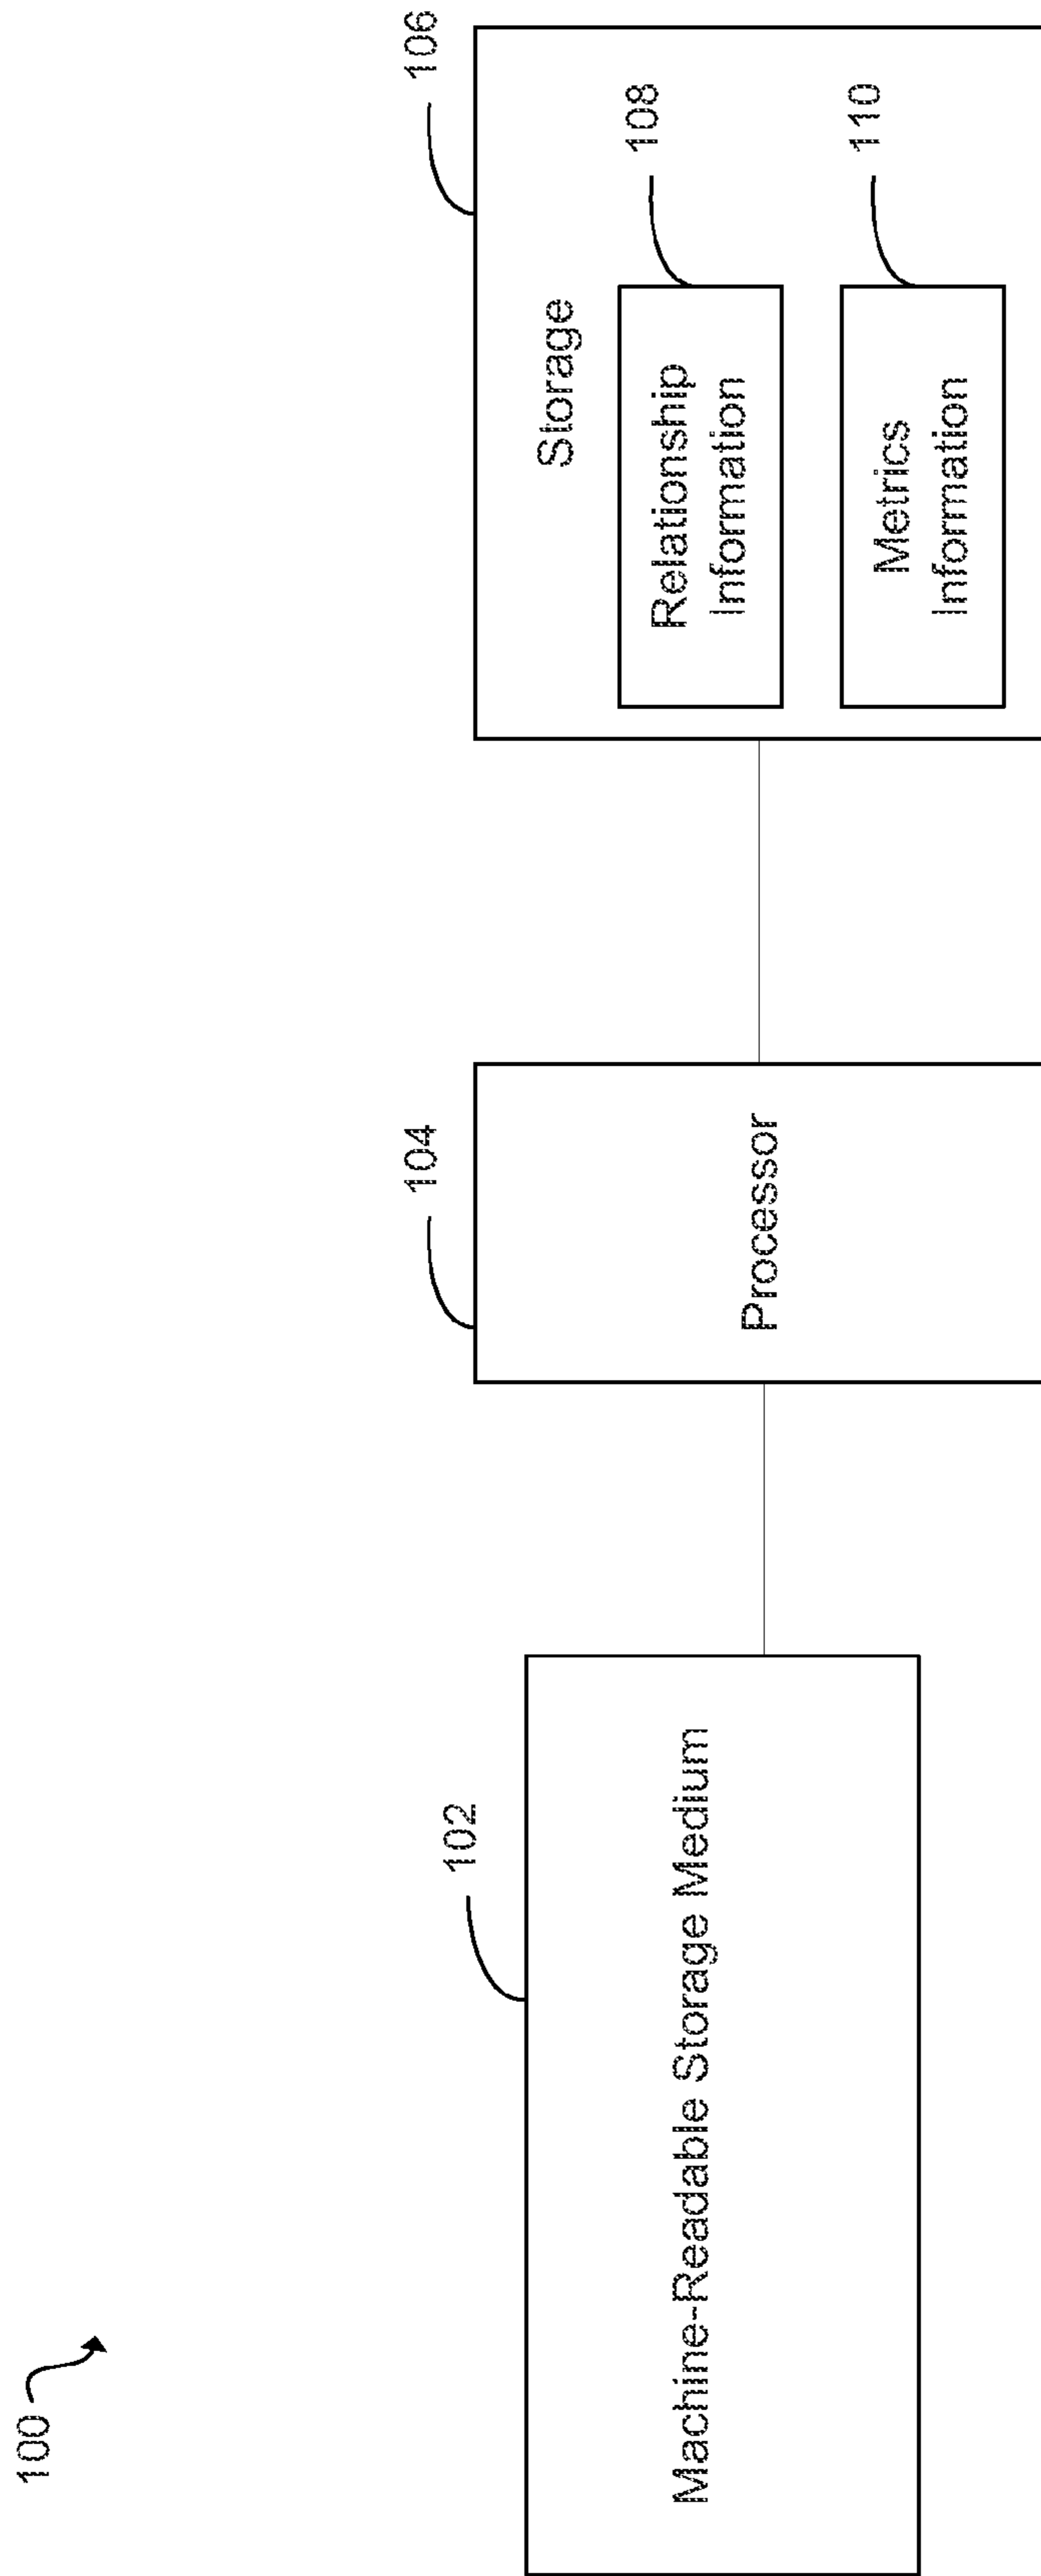 100
102
Machine-Readable Storage Medium
104
Processor
106
Storage
108
Relationship
Information
110
Metrics
Information